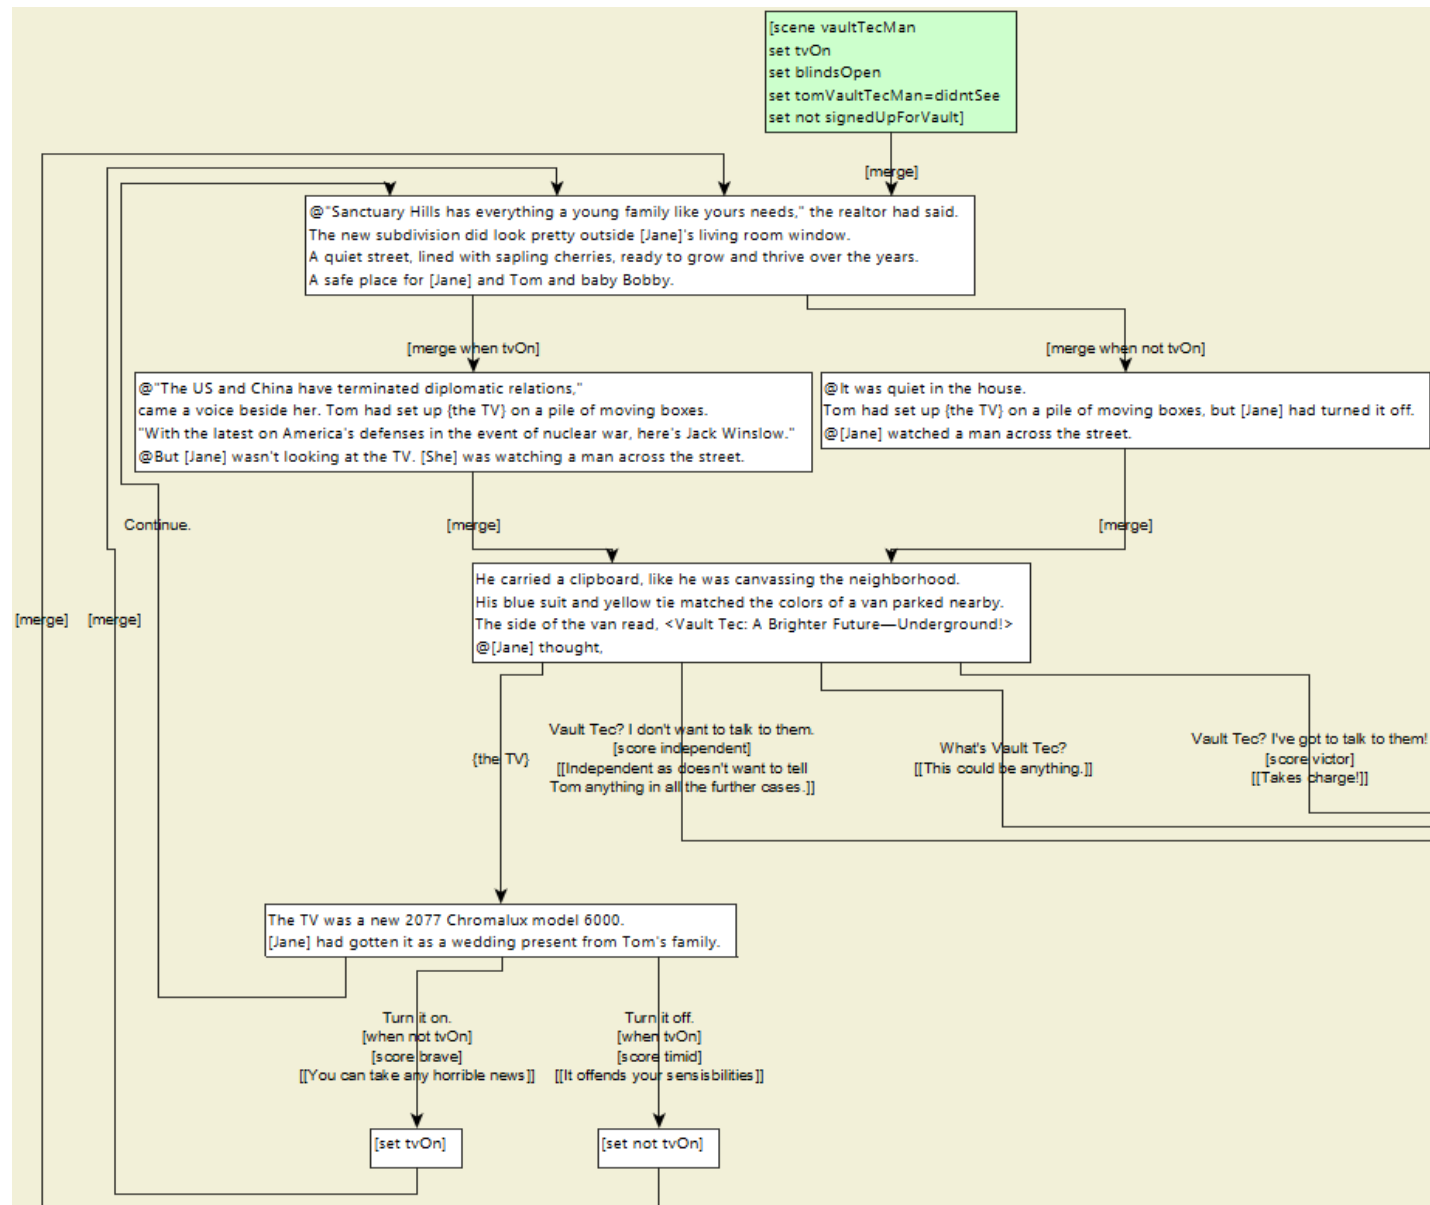 [scene vaultTecMan
set tvOn
set blindsOpen
set tomVaultTecMan=didntSee
set not signedUpForVault]
[merge]
@"Sanctuary Hills has everything a young family like yours needs," the realtor had said.
The new subdivision did look pretty outside [Jane]'s living room window.
A quiet street, lined with sapling cherries, ready to grow and thrive over the years.
A safe place for [Jane] and Tom and baby Bobby.
[merge when tvOn]
[merge when not tvOn]
@"The US and China have terminated diplomatic relations,"
came a voice beside her. Tom had set up {the TV} on a pile of moving boxes.
"With the latest on America's defenses in the event of nuclear war, here's Jack Winslow."
@But [Jane] wasn't looking at the TV. [She] was watching a man across the street.
@It was quiet in the house.
Tom had set up {the TV} on a pile of moving boxes, but [Jane] had turned it off.
@[Jane] watched a man across the street.
Continue.
[merge]
[merge]
He carried a clipboard, like he was canvassing the neighborhood.
His blue suit and yellow tie matched the colors of a van parked nearby.
The side of the van read, <Vault Tec: A Brighter Future—Underground!>
@[Jane] thought,
[merge]
[merge]
{the TV}
Vault Tec? I don't want to talk to them.
[score independent]
[[Independent as doesn't want to tell
Tom anything in all the further cases.]]
What's Vault Tec?
[[This could be anything.]]
Vault Tec? I've got to talk to them!
[score victor]
[[Takes charge!]]
The TV was a new 2077 Chromalux model 6000.
[Jane] had gotten it as a wedding present from Tom's family.
Turn it on.
[when not tvOn]
[score brave]
[[You can take any horrible news]]
Turn it off.
[when tvOn]
[score timid]
[[It offends your sensisbilities]]
[set tvOn]
[set not tvOn]